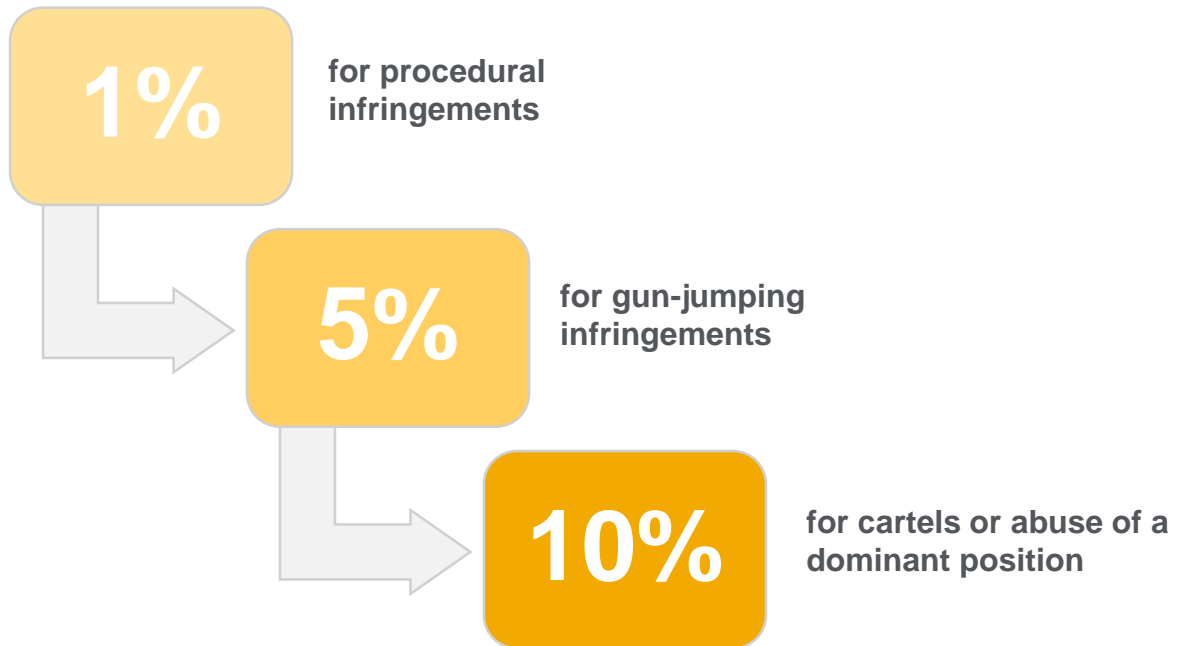 1%
for procedural
infringements
5%
for gun-jumping
infringements
10%
for cartels or abuse of a
dominant position